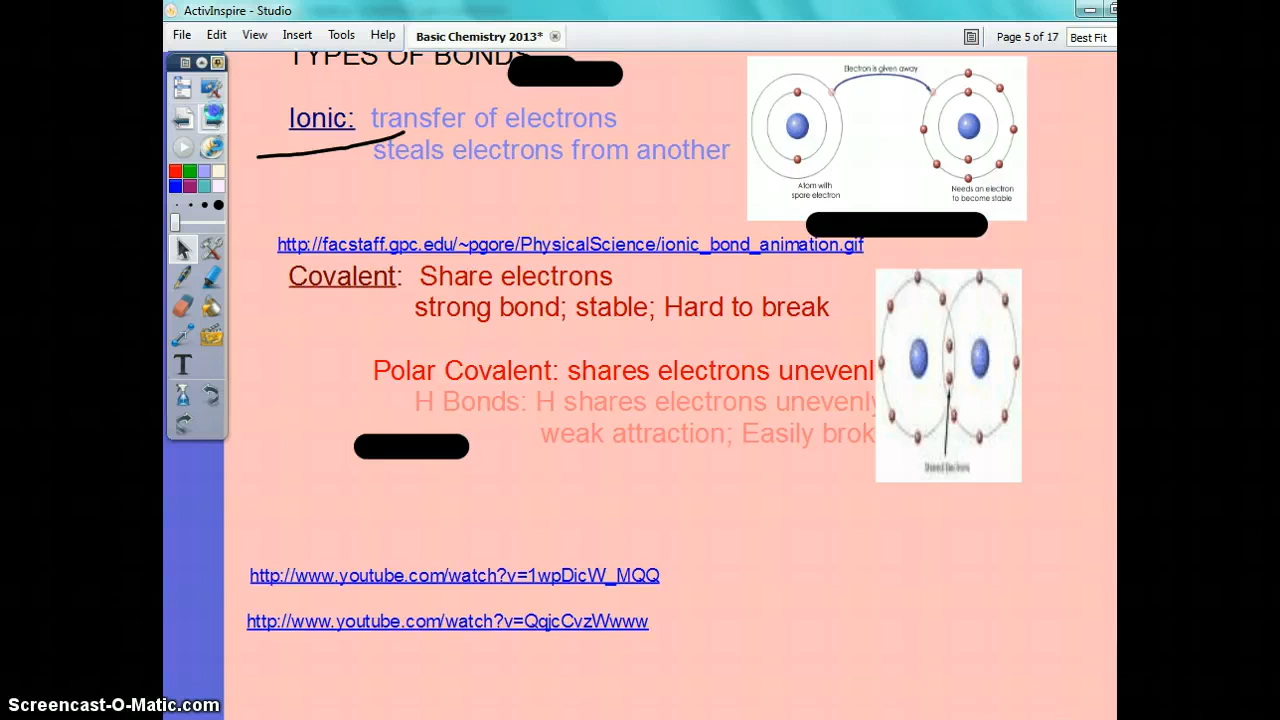 ActivInspire - Studio
File Edit View Insert Tools Help Basic Chemistry 2013* Page 5 of 17 Best Fit
TYPES OF BONDS
Electron is given away
Ionic: transfer of electrons
steals electrons from another
Atom with
spare electron
Needs an electron
to become stable
http://facstaff.gpc.edu/~pgore/PhysicalScience/ionic_bond_animation.gif
Covalent: Share electrons
strong bond; stable; Hard to break
Polar Covalent: shares electrons unevenl
H Bonds: H shares electrons unevenly
weak attraction; Easily brok
Shared Electrons
http://www.youtube.com/watch?v=1wpDicW_MQQ
http://www.youtube.com/watch?v=QqjcCvzWwww
T
Screencast-O-Matic.com